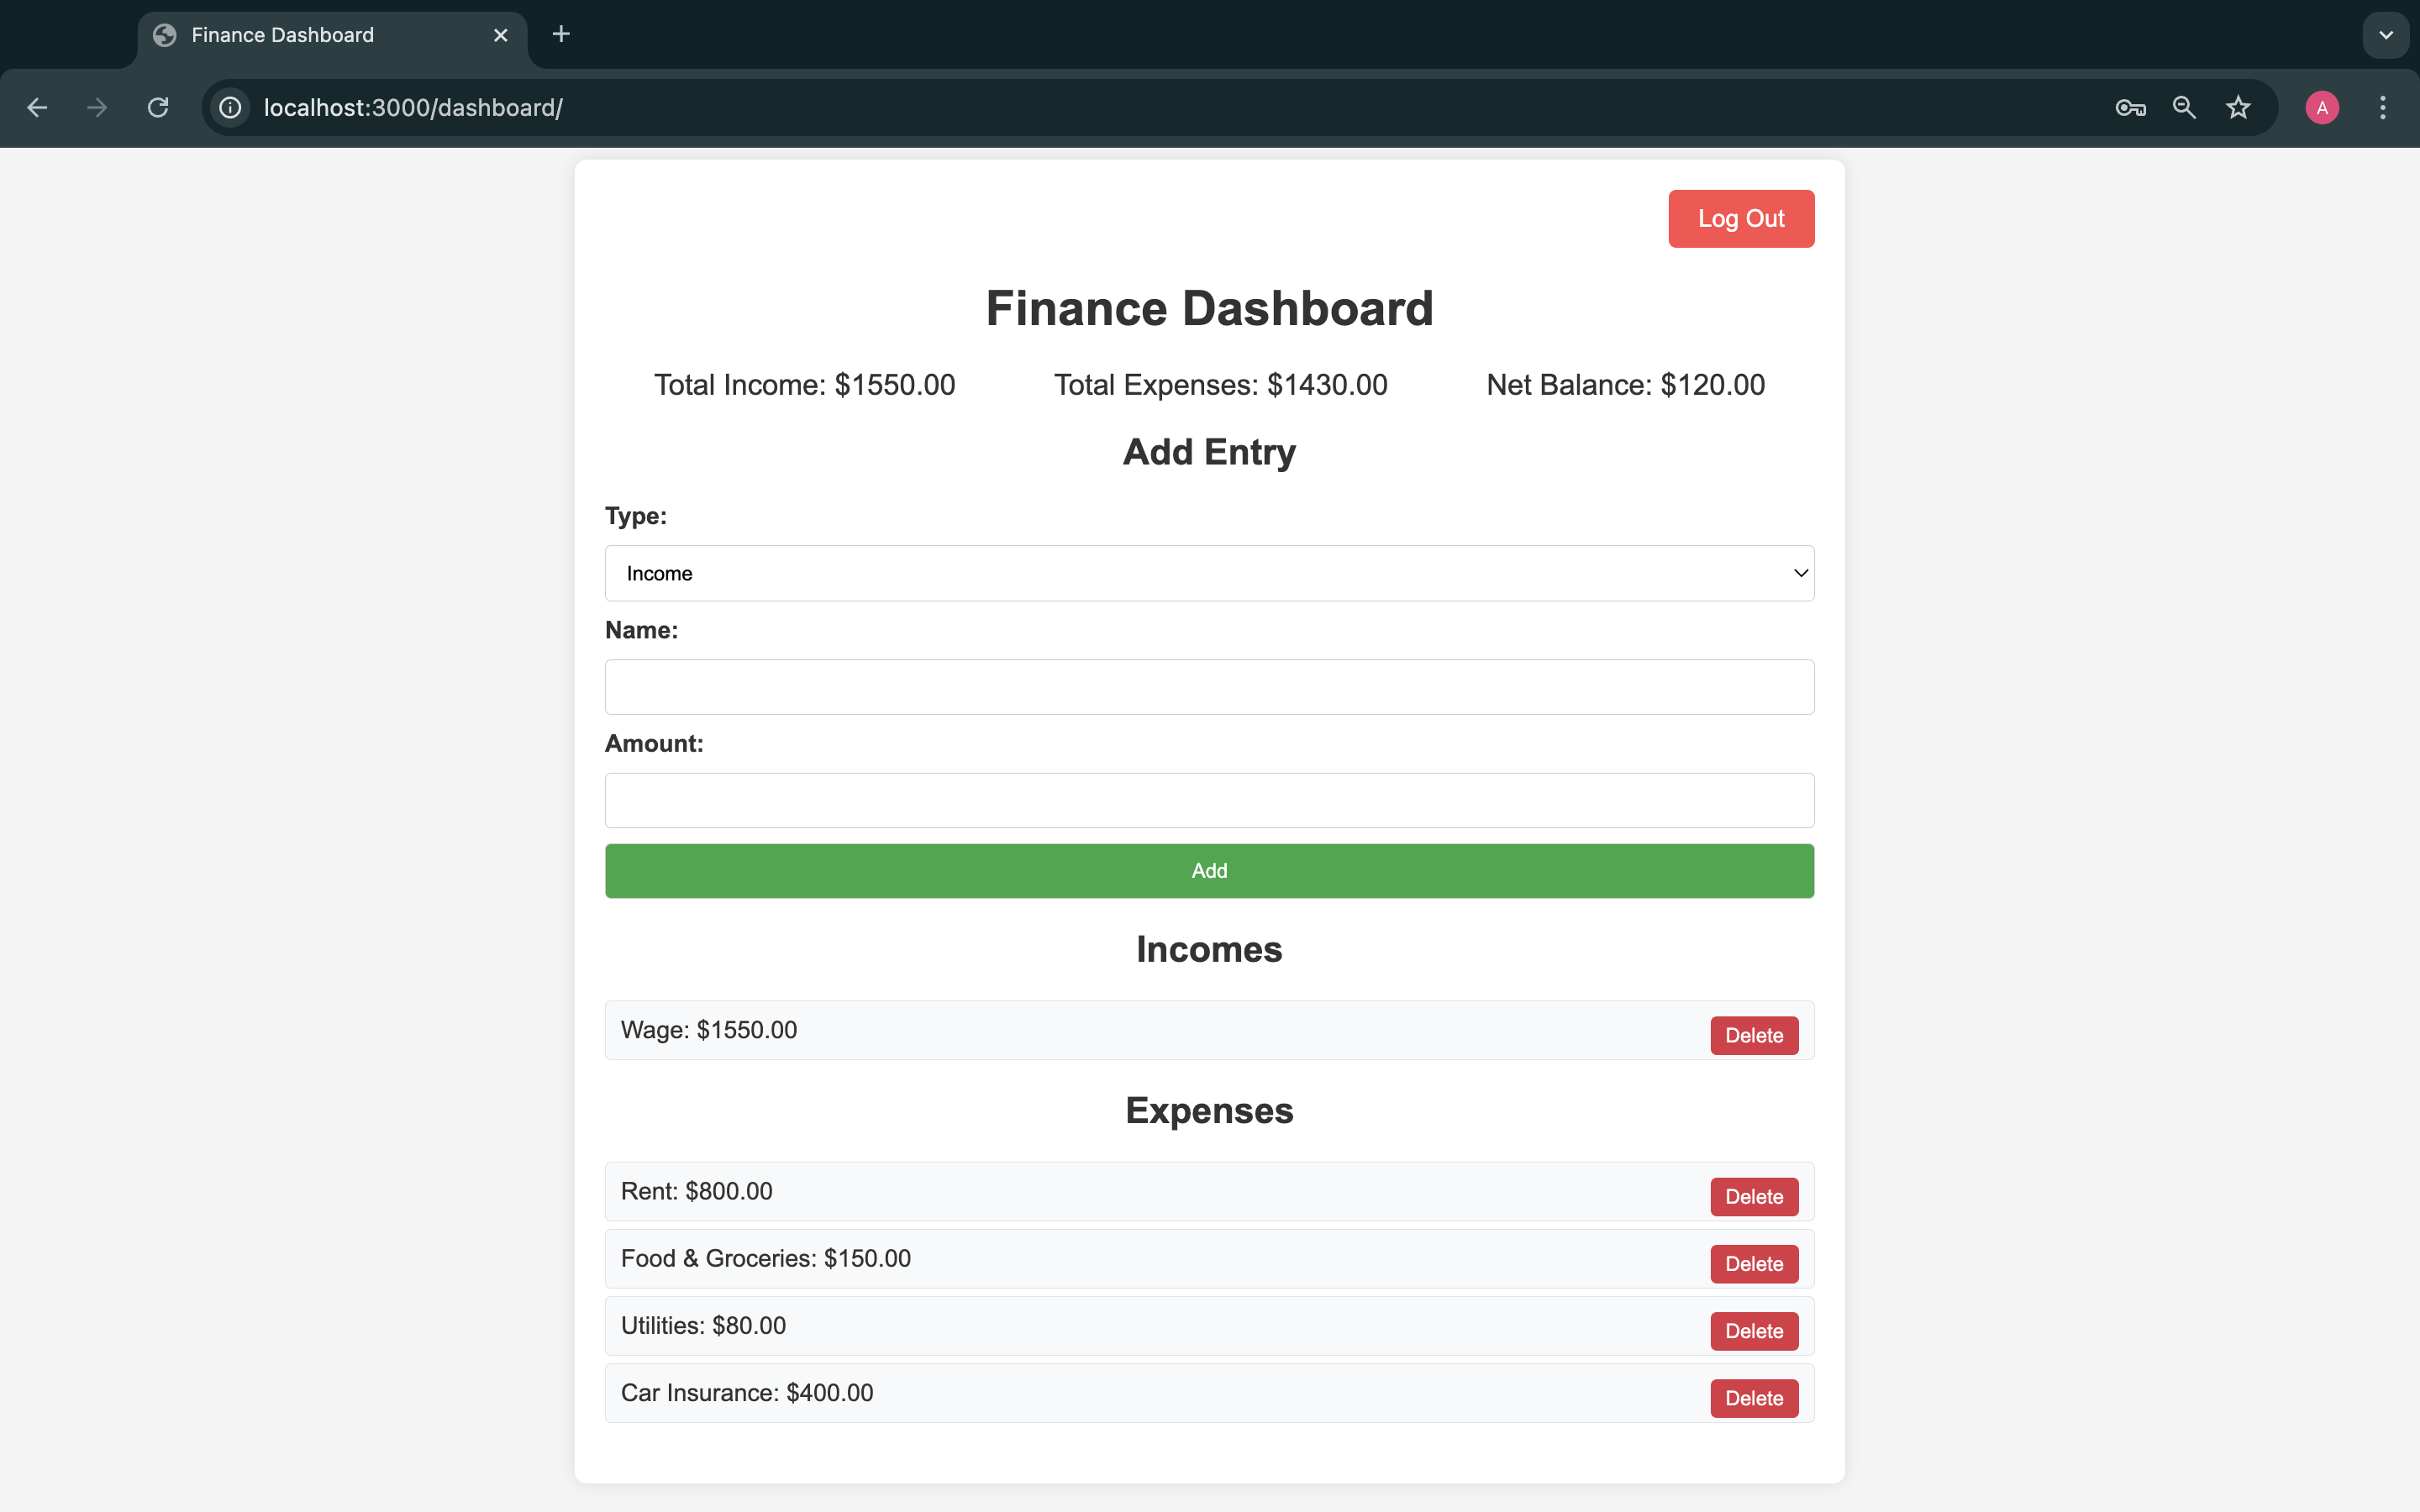 Finance Dashboard
localhost:3000/dashboard/
A
Log Out
Finance Dashboard
Total Income: $1550.00 Total Expenses: $1430.00 Net Balance: $120.00
Add Entry
Type:
Income
Name:
Amount:
Add
Incomes
Wage: $1550.00 Delete
Expenses
Rent: $800.00 Delete
Food & Groceries: $150.00 Delete
Utilities: $80.00 Delete
Car Insurance: $400.00 Delete